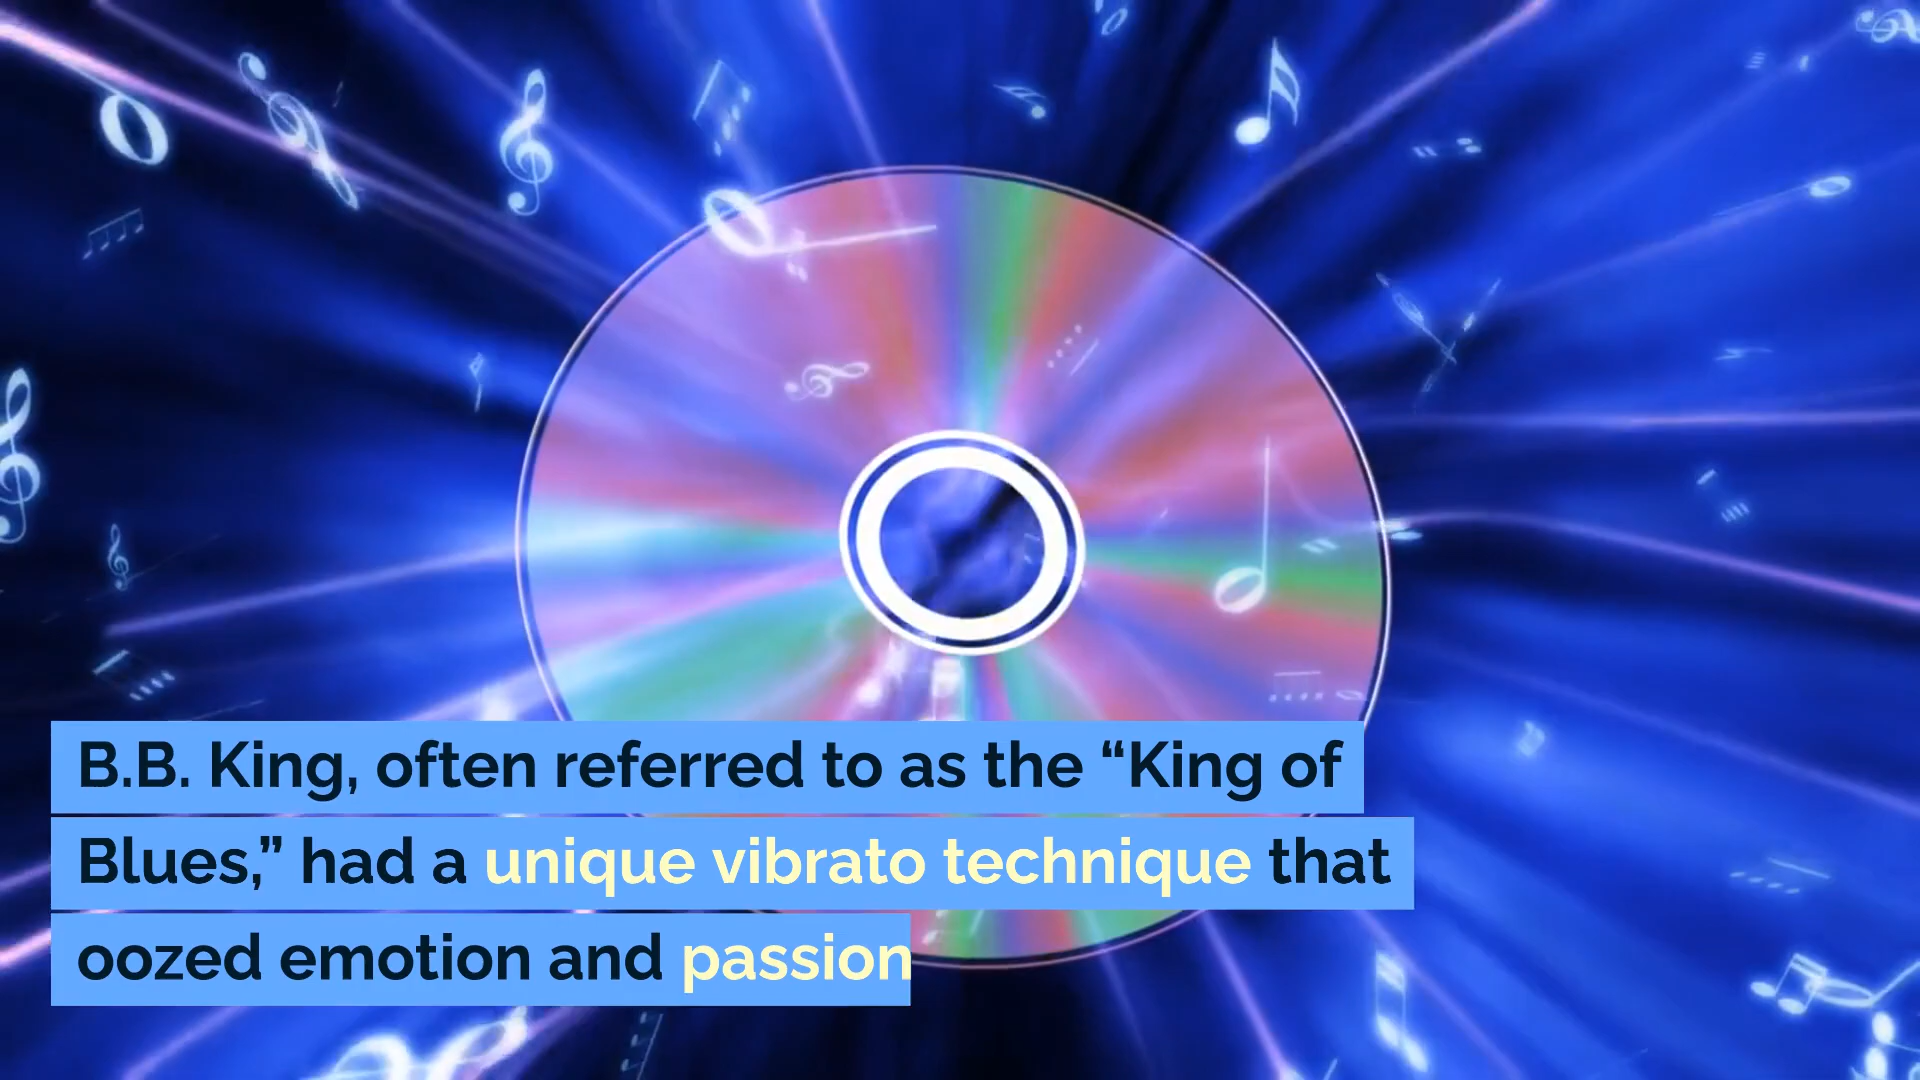 B.B. King, often referred to as the “King of
Blues,” had a unique vibrato technique that
oozed emotion and passion